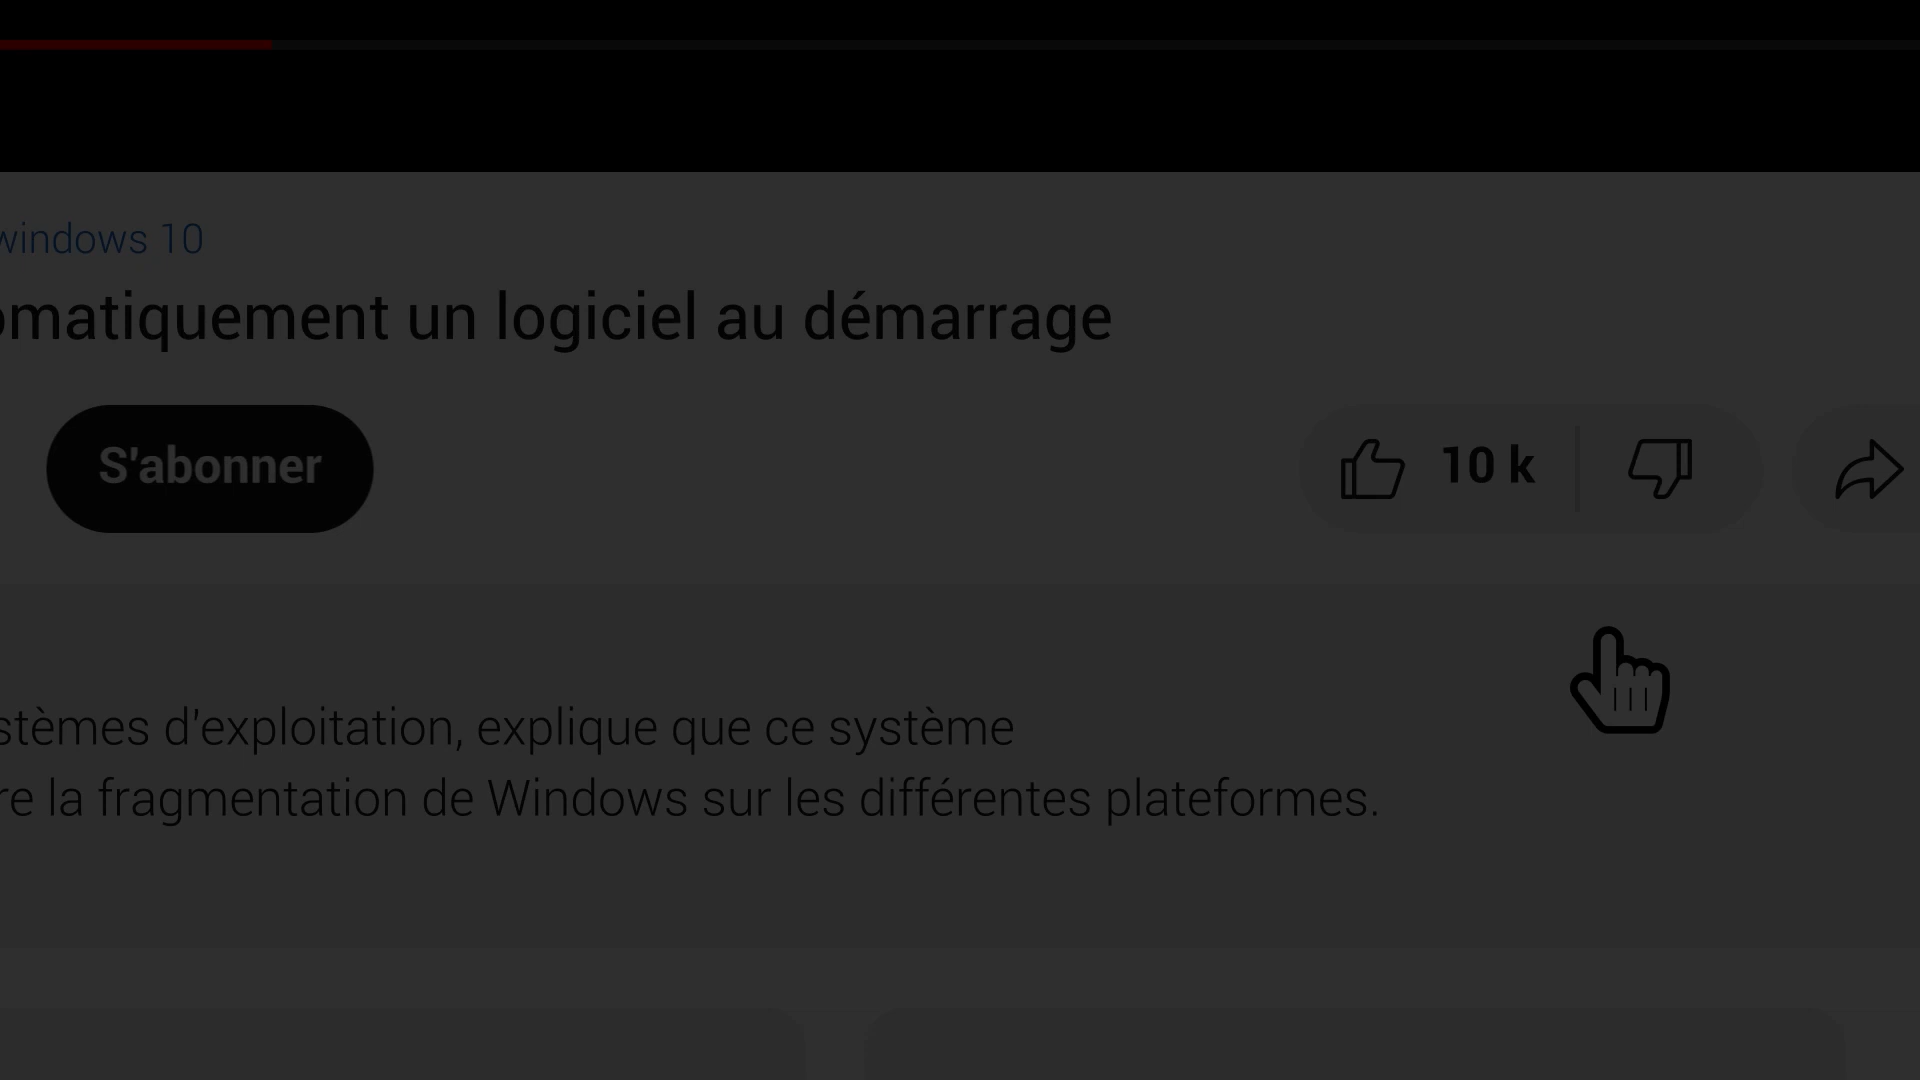 windows 10
omatiquement un logiciel au démarrage
S'abonner
10 k
stèmes d'exploitation, explique que ce système
re la fragmentation de Windows sur les différentes plateformes.